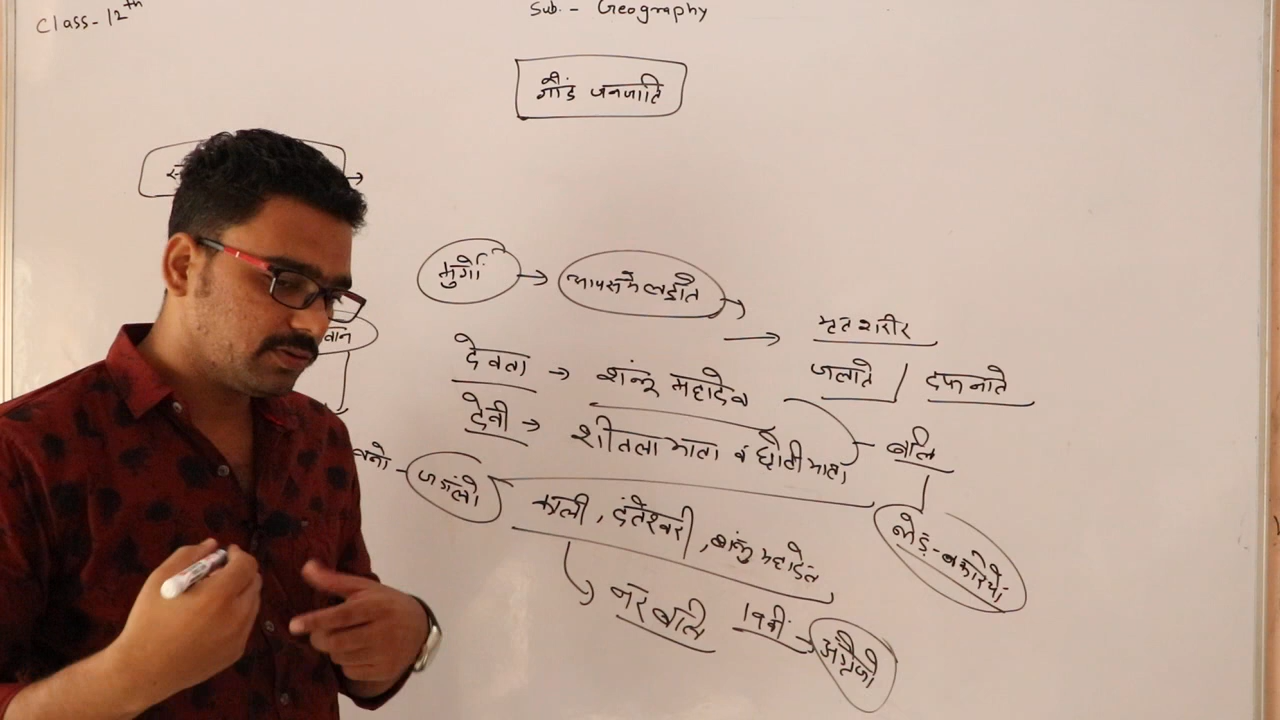 Class-12th
Sub. - Geography
गौंड जनजाति
मुर्गो → आपसमें लडाते →
→ मृत शरीर
जलाते / दफनाते
देवता → शंभू महादेव
देवी → शीतला माता व छोटी माता
बलि
जंगलो
काली, दंतेश्वरी, शंभु महादेव
भेड़-बकरियों
नर बलि 19वीं → अंग्रेजो